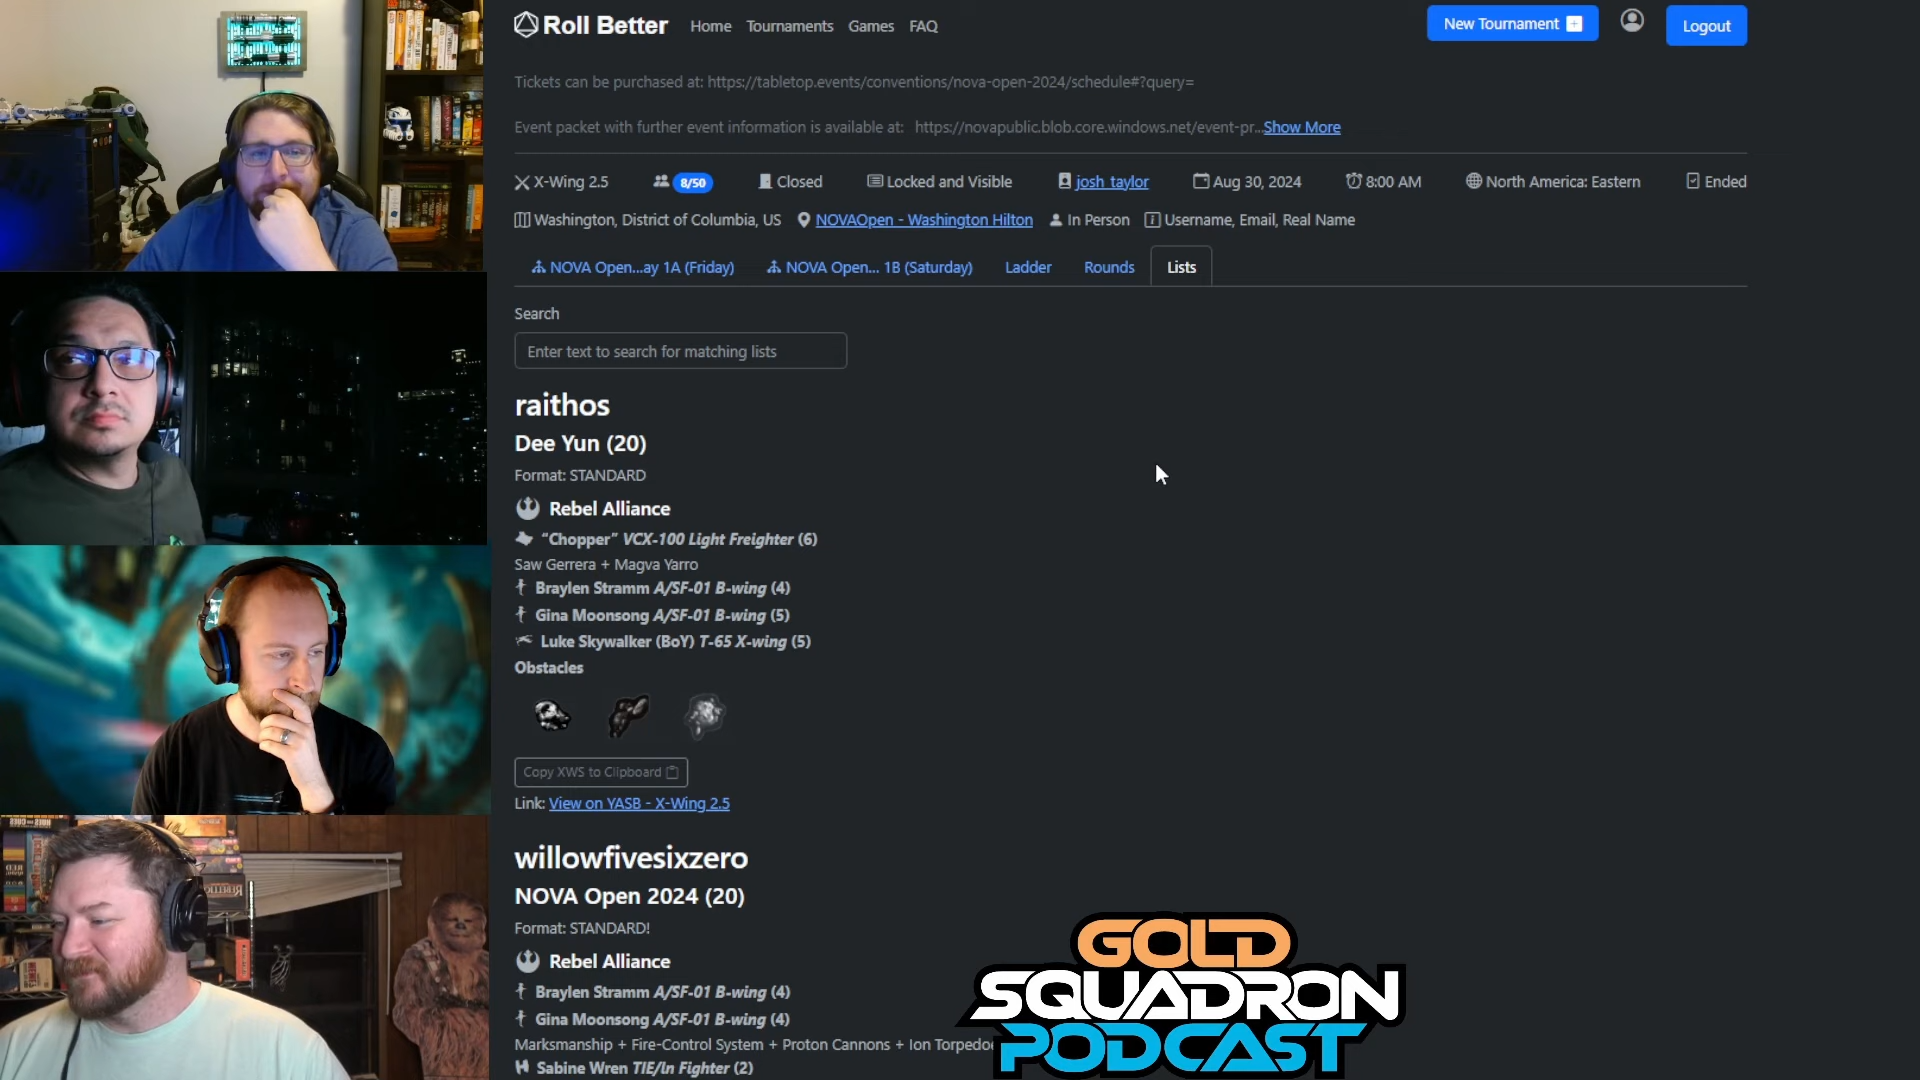 Roll Better Home Tournaments Games FAQ New Tournament Logout
Tickets can be purchased at: https://tabletop.events/conventions/nova-open-2024/schedule#?query=
Event packet with further event information is available at: https://novapublic.blob.core.windows.net/event-pr...Show More
X-Wing 2.5 8/50 Closed Locked and Visible josh_taylor Aug 30, 2024 8:00 AM North America: Eastern Ended
Washington, District of Columbia, US NOVAOpen - Washington Hilton In Person Username, Email, Real Name
NOVA Open...ay 1A (Friday) NOVA Open... 1B (Saturday) Ladder Rounds Lists
Search
Enter text to search for matching lists
raithos
Dee Yun (20)
Format: STANDARD
Rebel Alliance
“Chopper” VCX-100 Light Freighter (6)
Saw Gerrera + Magva Yarro
Braylen Stramm A/SF-01 B-wing (4)
Gina Moonsong A/SF-01 B-wing (5)
Luke Skywalker (BoY) T-65 X-wing (5)
Obstacles
Copy XWS to Clipboard
Link: View on YASB - X-Wing 2.5
willowfivesixzero
NOVA Open 2024 (20)
Format: STANDARD!
Rebel Alliance
Braylen Stramm A/SF-01 B-wing (4)
Gina Moonsong A/SF-01 B-wing (4)
Marksmanship + Fire-Control System + Proton Cannons + Ion Torpedoe
Sabine Wren TIE/ln Fighter (2)
GOLD
SQUADRON
PODCAST